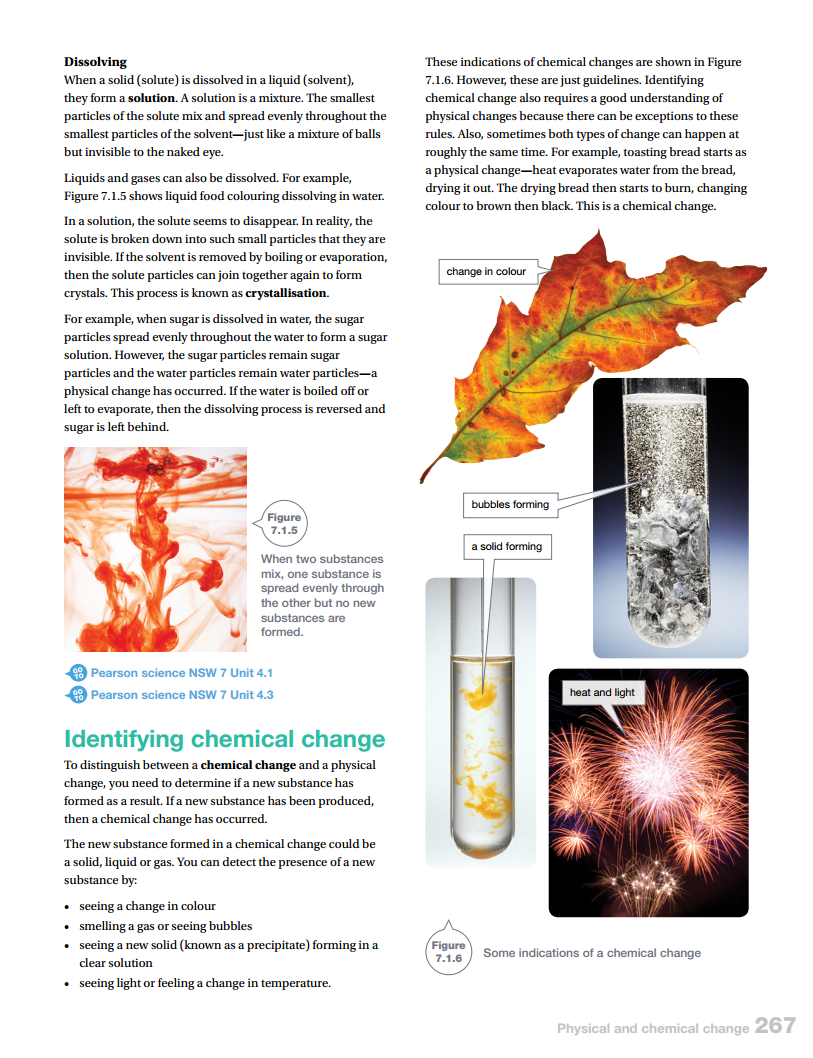 Dissolving
When a solid (solute) is dissolved in a liquid (solvent),
they form a solution. A solution is a mixture. The smallest
particles of the solute mix and spread evenly throughout the
smallest particles of the solvent—just like a mixture of balls
but invisible to the naked eye.
Liquids and gases can also be dissolved. For example,
Figure 7.1.5 shows liquid food colouring dissolving in water.
In a solution, the solute seems to disappear. In reality, the
solute is broken down into such small particles that they are
invisible. If the solvent is removed by boiling or evaporation,
then the solute particles can join together again to form
crystals. This process is known as crystallisation.
For example, when sugar is dissolved in water, the sugar
particles spread evenly throughout the water to form a sugar
solution. However, the sugar particles remain sugar
particles and the water particles remain water particles—a
physical change has occurred. If the water is boiled off or
left to evaporate, then the dissolving process is reversed and
sugar is left behind.
Figure
7.1.5
When two substances
mix, one substance is
spread evenly through
the other but no new
substances are
formed.
GO TO Pearson science NSW 7 Unit 4.1
GO TO Pearson science NSW 7 Unit 4.3
Identifying chemical change
To distinguish between a chemical change and a physical
change, you need to determine if a new substance has
formed as a result. If a new substance has been produced,
then a chemical change has occurred.
The new substance formed in a chemical change could be
a solid, liquid or gas. You can detect the presence of a new
substance by:
• seeing a change in colour
• smelling a gas or seeing bubbles
• seeing a new solid (known as a precipitate) forming in a
clear solution
• seeing light or feeling a change in temperature.
These indications of chemical changes are shown in Figure
7.1.6. However, these are just guidelines. Identifying
chemical change also requires a good understanding of
physical changes because there can be exceptions to these
rules. Also, sometimes both types of change can happen at
roughly the same time. For example, toasting bread starts as
a physical change—heat evaporates water from the bread,
drying it out. The drying bread then starts to burn, changing
colour to brown then black. This is a chemical change.
change in colour
bubbles forming
a solid forming
heat and light
Figure
7.1.6
Some indications of a chemical change
Physical and chemical change 267